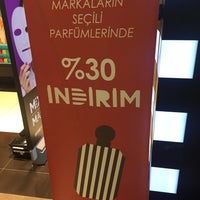 MARKALARIN
SEÇİLİ
PARFÜMLERİNDE
%30
İNDİRİM